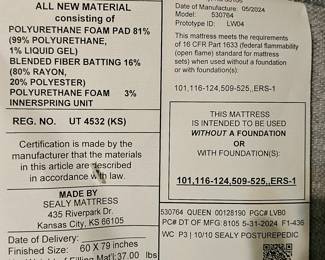 ALL NEW MATERIAL
consisting of
POLYURETHANE FOAM PAD 81%
(99% POLYURETHANE,
1% LIQUID GEL)
BLENDED FIBER BATTING 16%
(80% RAYON,
20% POLYESTER)
POLYURETHANE FOAM 3%
INNERSPRING UNIT
REG. NO. UT 4532 (KS)
Certification is made by the
manufacturer that the materials
in this article are described
in accordance with law.
MADE BY
SEALY MATTRESS
435 Riverpark Dr.
Kansas City, KS 66105
Date of Delivery:
Finished Size: 60 X 79 inches
of Filling Mat'l: 37.00 lbs
Date of Manufacture: 05/2024
Model: 530764
Prototype ID: LW04
This mattress meets the requirements
of 16 CFR Part 1633 (federal flammability
(open flame) standard for mattress
sets) when used without a foundation
or with foundation(s):
101,116-124,509-525,,ERS-1
THIS MATTRESS
IS INTENDED TO BE USED
WITHOUT A FOUNDATION
OR
WITH FOUNDATION(S):
101,116-124,509-525,,ERS-1
530764 QUEEN 00128190 PGC# LVB0
PC# DT OF MFG: 8105 5-31-2024 F1-436
WC P3 | 10/10 SEALY POSTUREPEDIC